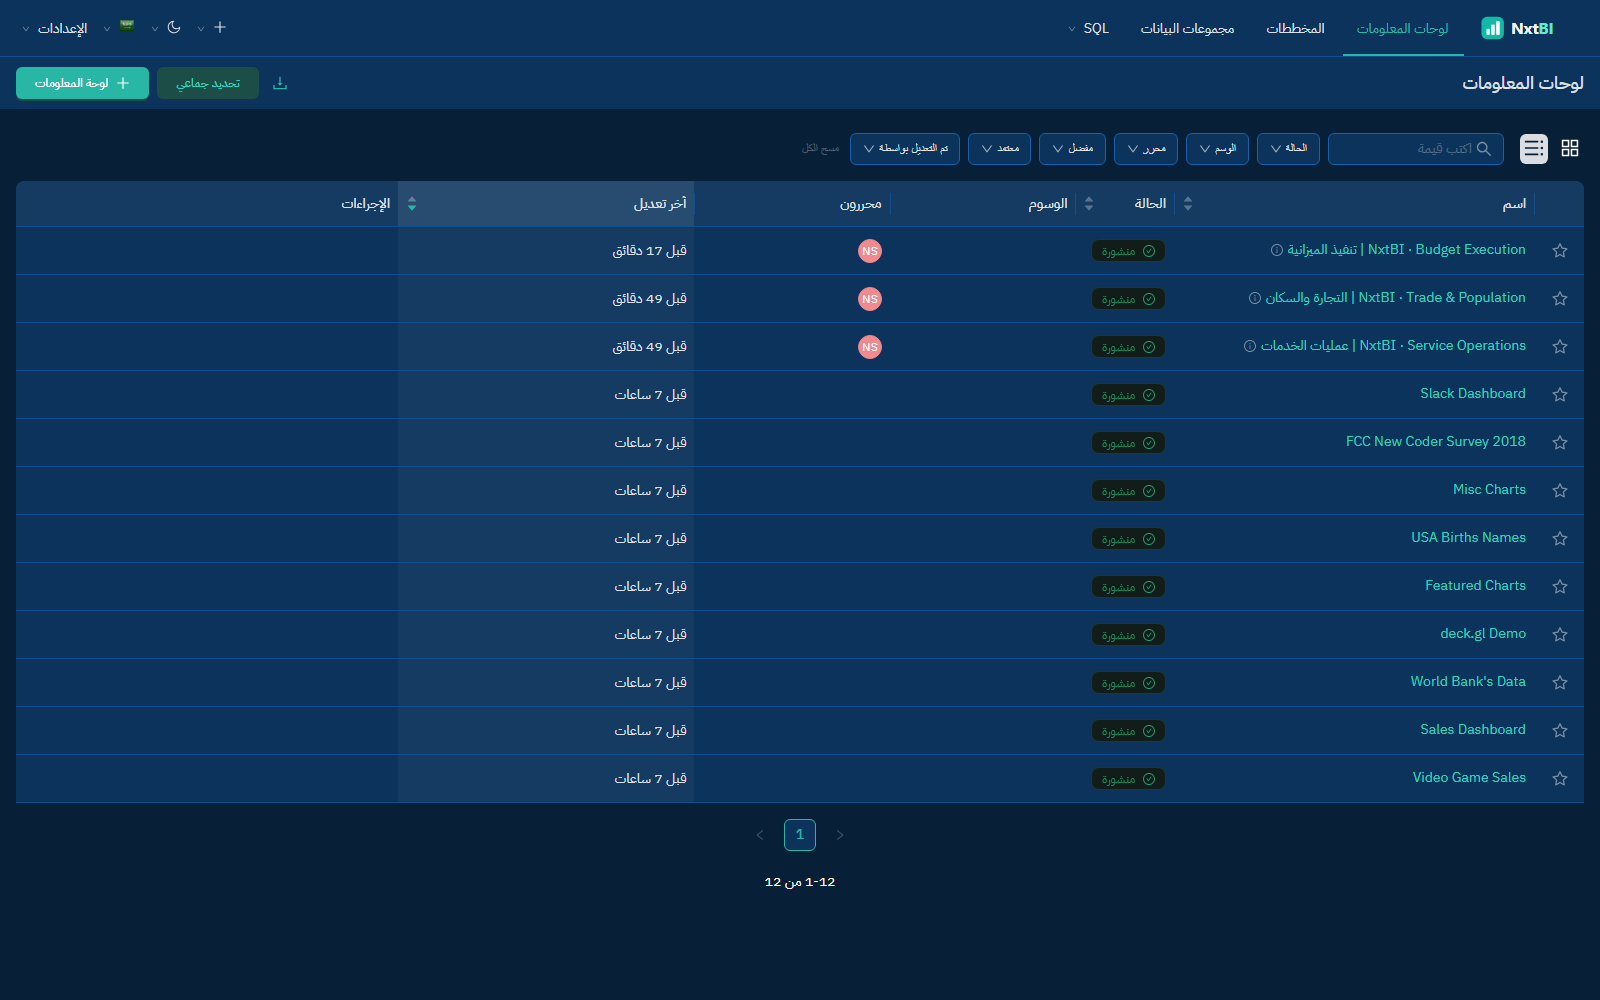 NxtBI
لوحات المعلومات
المخططات
مجموعات البيانات
SQL
الإعدادات
لوحات المعلومات
تحديد جماعي
لوحة المعلومات
اكتب قيمة
الحالة
الوسم
محرر
مفضل
معتمد
تم التعديل بواسطة
مسح الكل
اسم
الحالة
الوسوم
محررون
آخر تعديل
الإجراءات
NxtBI · Budget Execution | تنفيذ الميزانية
منشورة
NS
قبل 17 دقائق
NxtBI · Trade & Population | التجارة والسكان
منشورة
NS
قبل 49 دقائق
NxtBI · Service Operations | عمليات الخدمات
منشورة
NS
قبل 49 دقائق
Slack Dashboard
منشورة
قبل 7 ساعات
FCC New Coder Survey 2018
منشورة
قبل 7 ساعات
Misc Charts
منشورة
قبل 7 ساعات
USA Births Names
منشورة
قبل 7 ساعات
Featured Charts
منشورة
قبل 7 ساعات
deck.gl Demo
منشورة
قبل 7 ساعات
World Bank's Data
منشورة
قبل 7 ساعات
Sales Dashboard
منشورة
قبل 7 ساعات
Video Game Sales
منشورة
قبل 7 ساعات
1
1-12 من 12